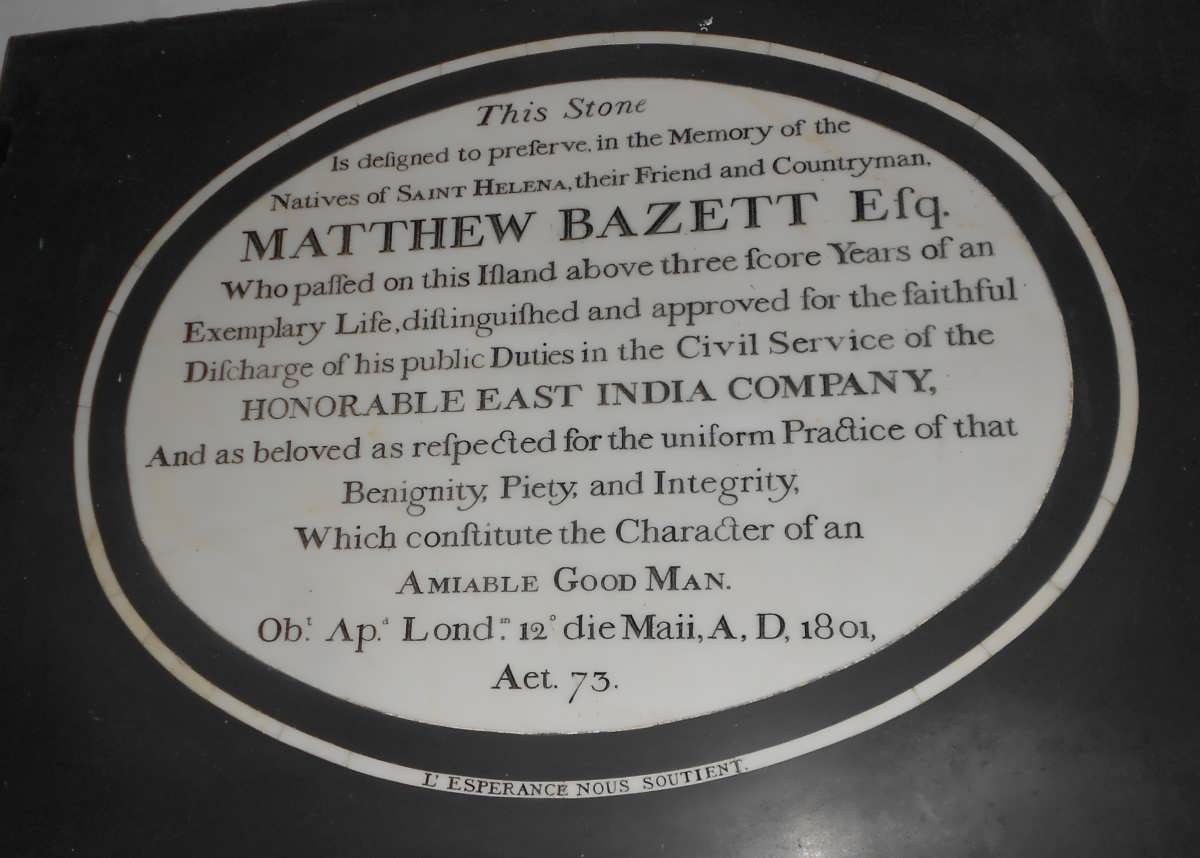 This Stone
Is deſigned to preſerve, in the Memory of the
Natives of SAINT HELENA, their Friend and Countryman,
MATTHEW BAZETT Eſq.
Who paſſed on this Iſland above three ſcore Years of an
Exemplary Life, diſtinguiſhed and approved for the faithful
Diſcharge of his public Duties in the Civil Service of the
HONORABLE EAST INDIA COMPANY,
And as beloved as reſpected for the uniform Practice of that
Benignity, Piety, and Integrity,
Which conſtitute the Character of an
AMIABLE GOOD MAN.
Ob.ᵗ Ap.ᵈ Lond.ᵐ 12° die Maii, A, D, 1801,
Aet. 73.
L'ESPERANCE NOUS SOUTIENT.